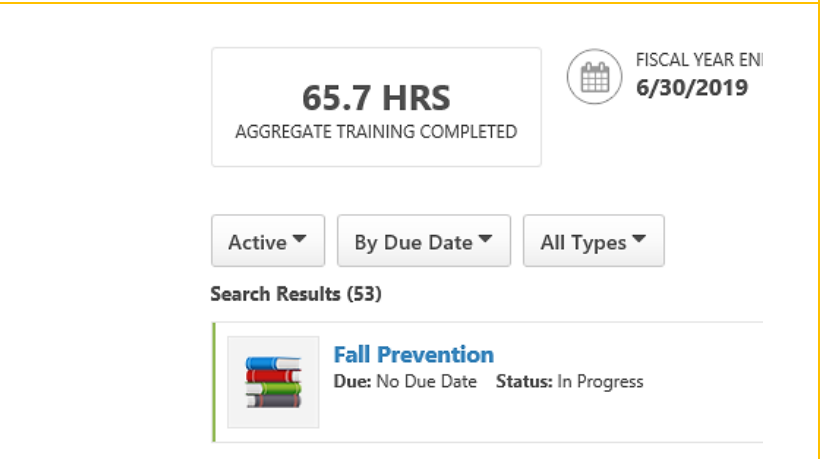 65.7 HRS
AGGREGATE TRAINING COMPLETED
FISCAL YEAR
6/30/2019
Active
By Due Date
All Types
Search Results (53)
Fall Prevention
Due: No Due Date Status: In Progress